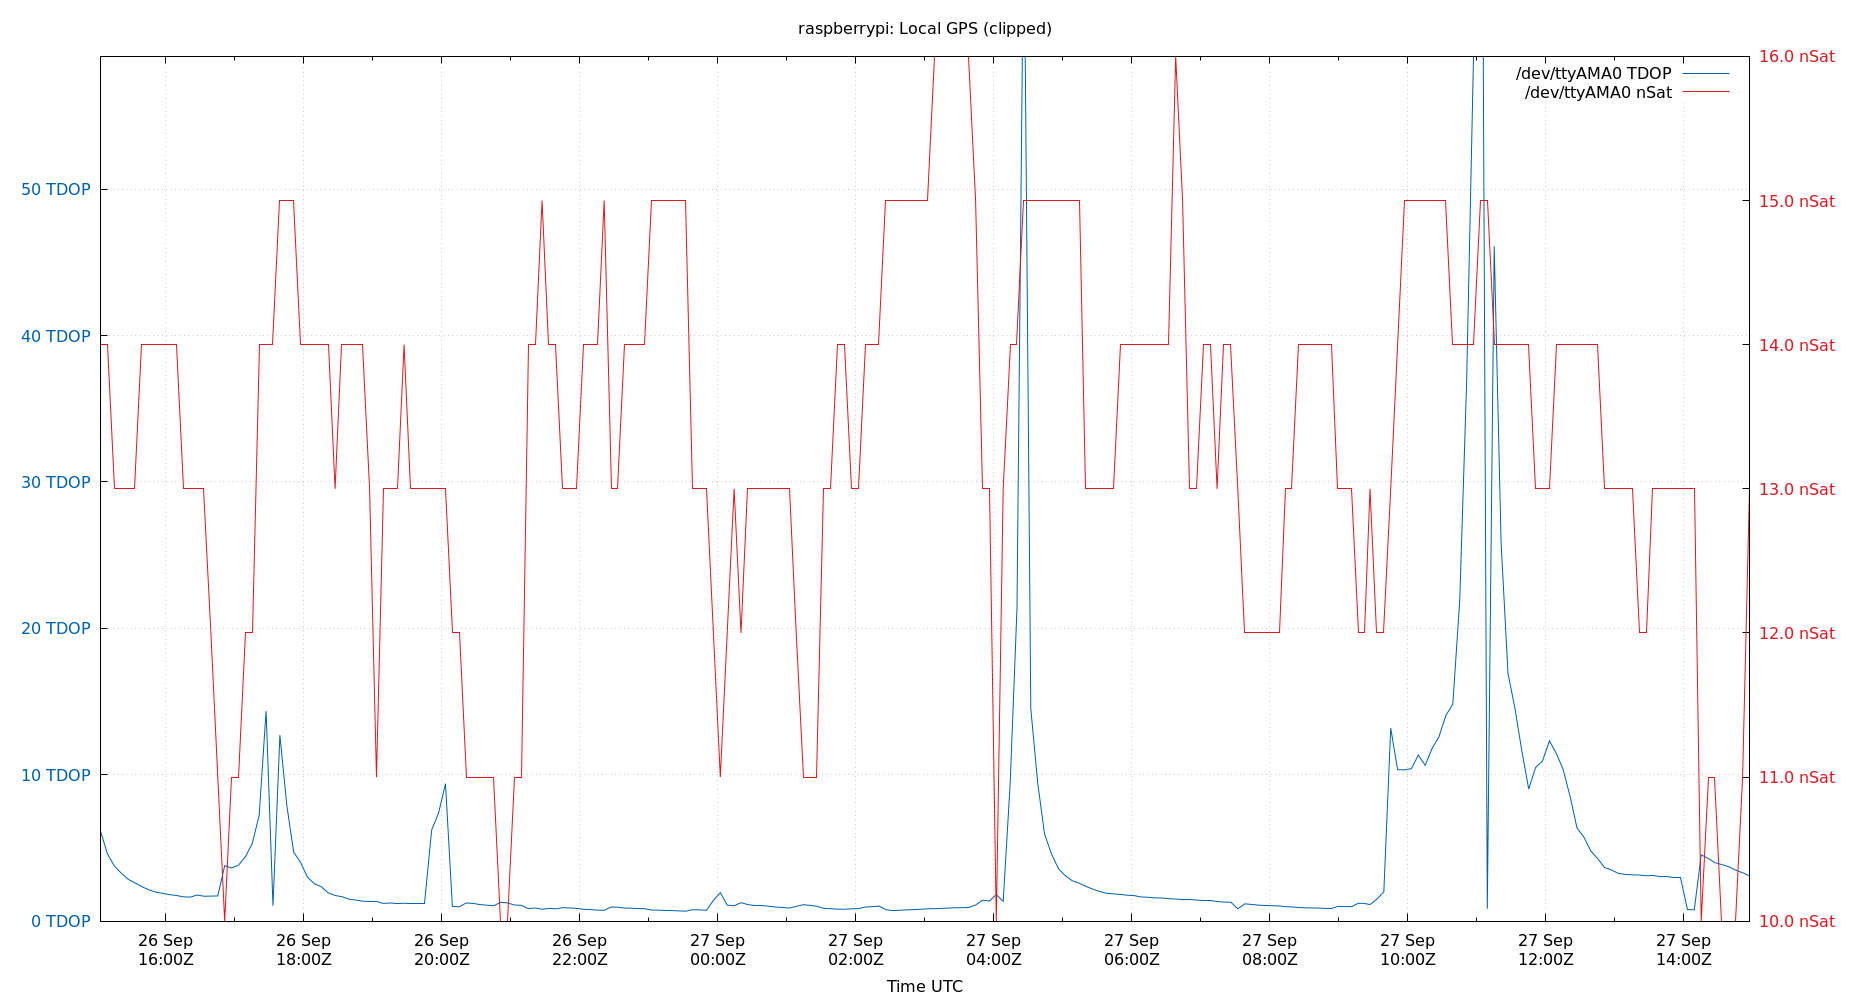 raspberrypi: Local GPS (clipped)
/dev/ttyAMA0 TDOP
/dev/ttyAMA0 nSat
50 TDOP
40 TDOP
30 TDOP
20 TDOP
10 TDOP
0 TDOP
16.0 nSat
15.0 nSat
14.0 nSat
13.0 nSat
12.0 nSat
11.0 nSat
10.0 nSat
26 Sep
16:00Z
26 Sep
18:00Z
26 Sep
20:00Z
26 Sep
22:00Z
27 Sep
00:00Z
27 Sep
02:00Z
27 Sep
04:00Z
27 Sep
06:00Z
27 Sep
08:00Z
27 Sep
10:00Z
27 Sep
12:00Z
27 Sep
14:00Z
Time UTC